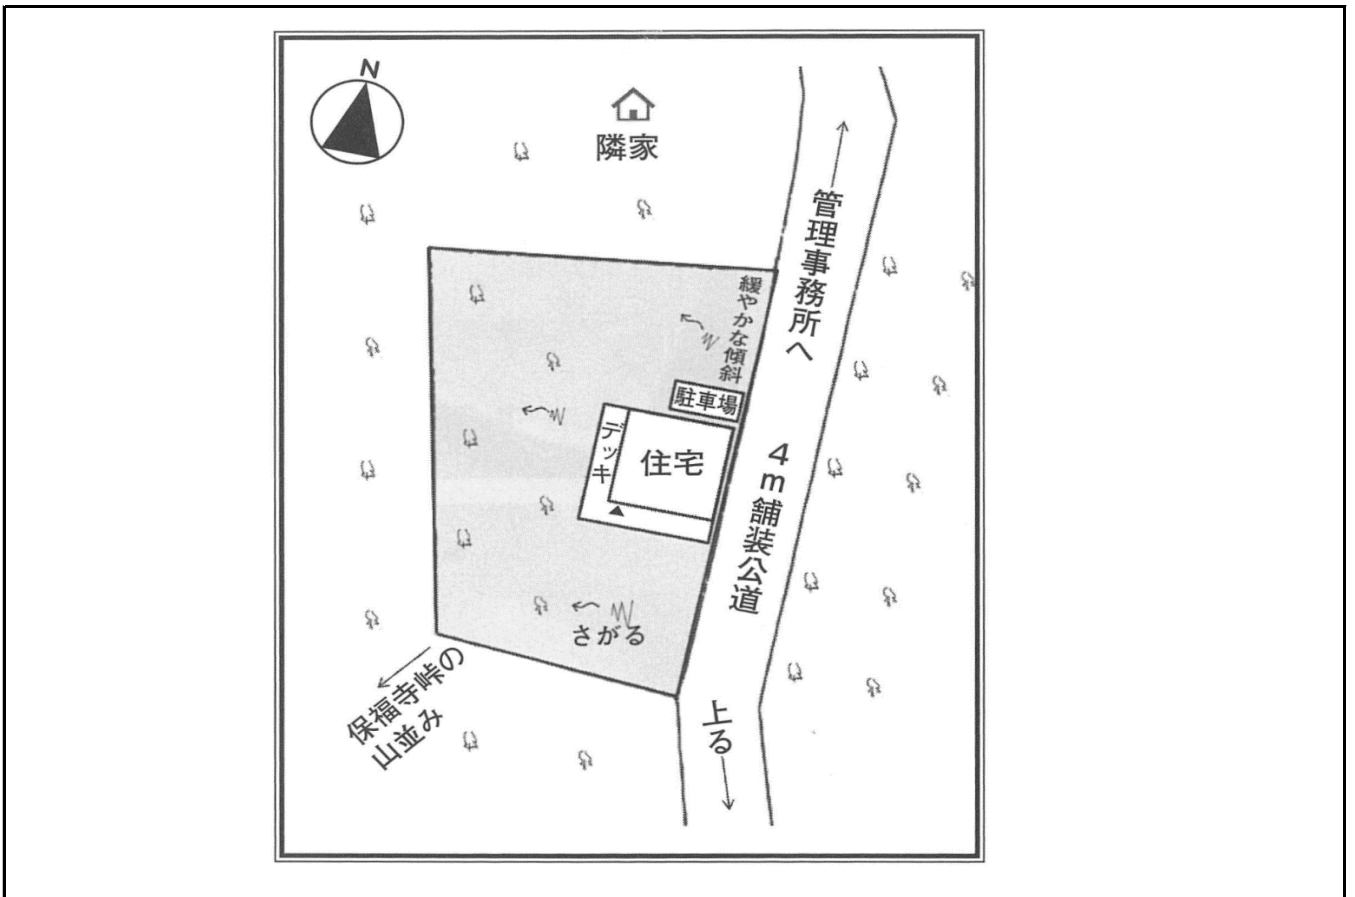 N
隣家
管理事務所へ
緩やかな傾斜
駐車場
デッキ
住宅
4m舗装公道
さがる
保福寺峠の
山並み
上る